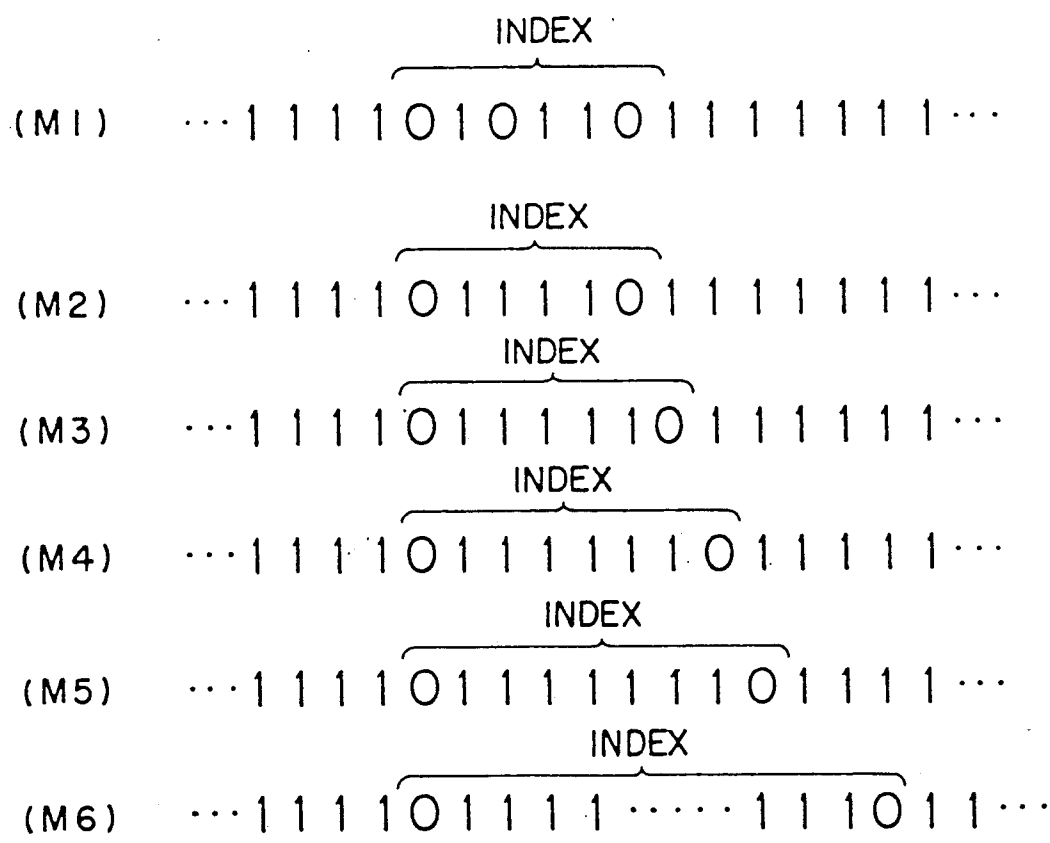 INDEX
(M1) ···1 1 1 1 0 1 0 1 1 0 1 1 1 1 1 1 1···
INDEX
(M2) ···1 1 1 1 0 1 1 1 1 0 1 1 1 1 1 1 1···
INDEX
(M3) ···1 1 1 1 0 1 1 1 1 1 0 1 1 1 1 1 1···
INDEX
(M4) ···1 1 1 1 0 1 1 1 1 1 1 0 1 1 1 1 1···
INDEX
(M5) ···1 1 1 1 0 1 1 1 1 1 1 1 0 1 1 1 1···
INDEX
(M6) ···1 1 1 1 0 1 1 1 1 ····· 1 1 1 0 1 1···